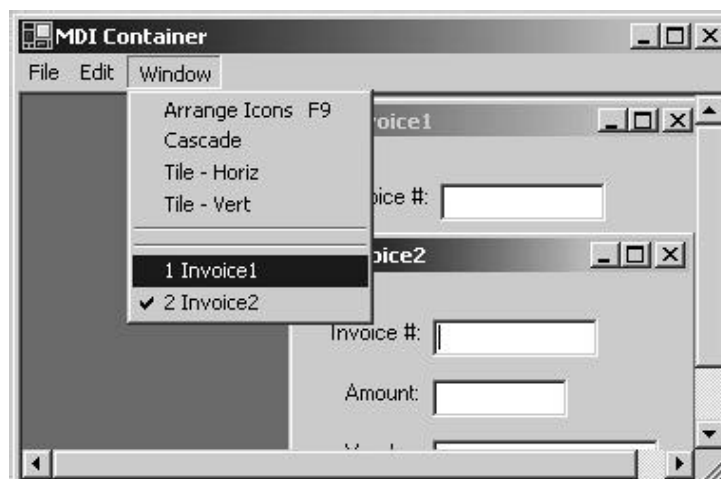 MDI Container
File Edit Window
Arrange Icons F9
Cascade
Tile - Horiz
Tile - Vert
1 Invoice1
2 Invoice2
voice1
oice #:
oice2
Invoice #:
Amount: